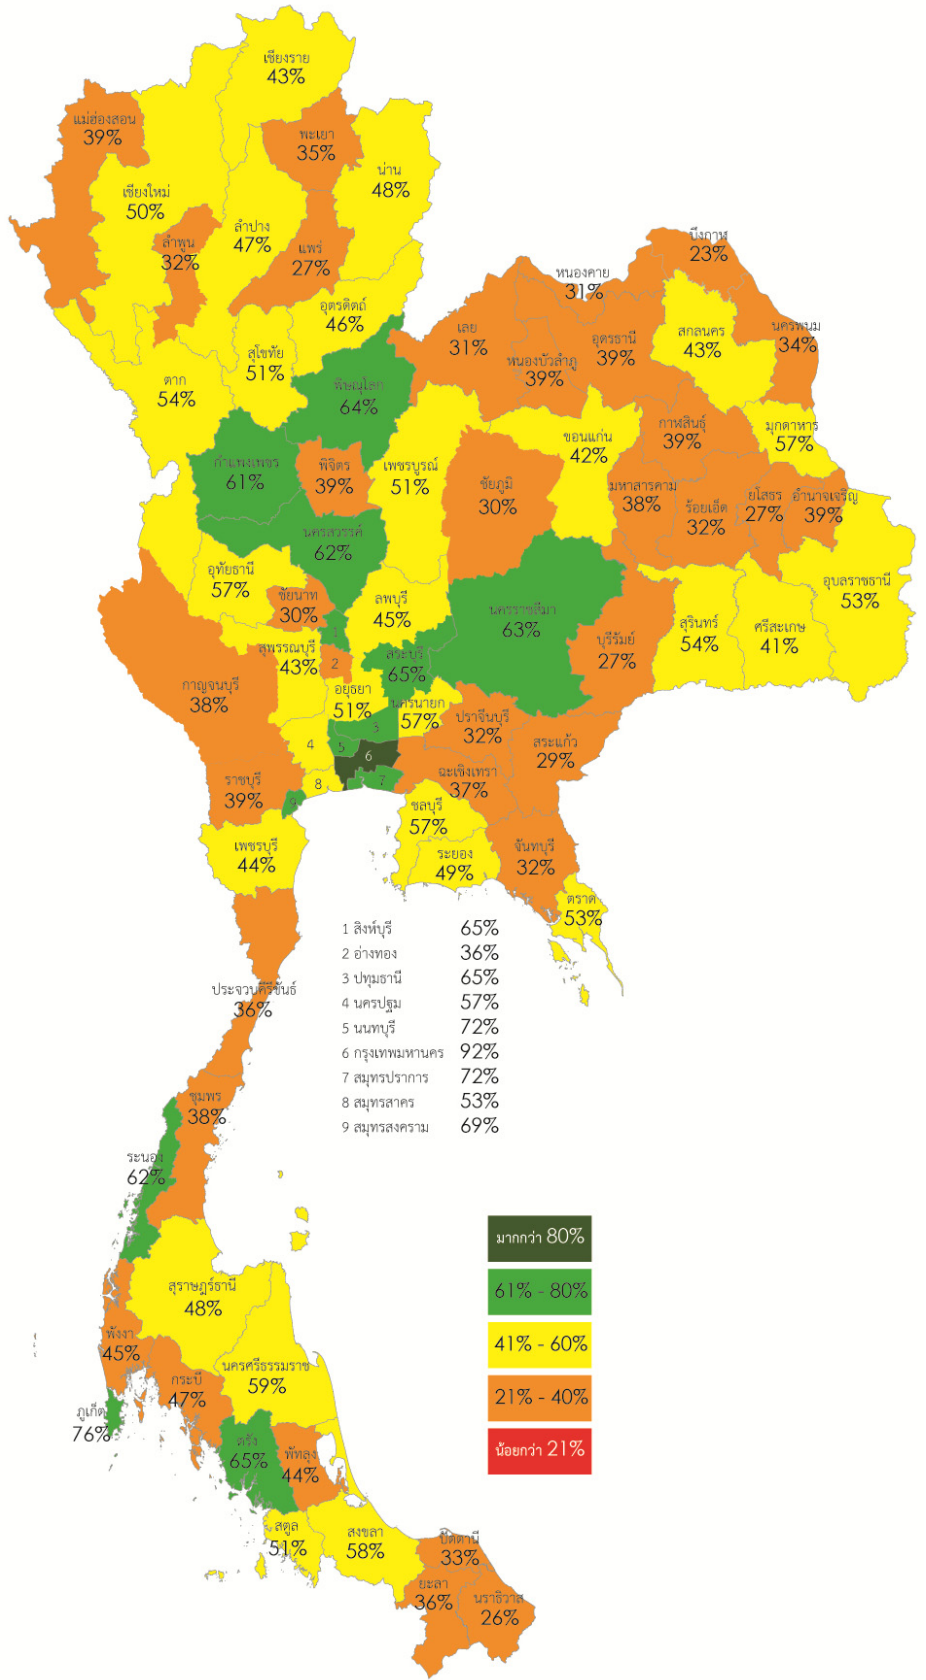 เชียงราย
43%
แม่ฮ่องสอน
39%
พะเยา
35%
น่าน
48%
เชียงใหม่
50%
ลำปาง
47%
ลำพูน
32%
แพร่
27%
บึงกาฬ
23%
หนองคาย
31%
อุตรดิตถ์
46%
เลย
31%
อุดรธานี
39%
สกลนคร
43%
นครพนม
34%
สุโขทัย
51%
หนองบัวลำภู
39%
ตาก
54%
พิษณุโลก
64%
กาฬสินธุ์
39%
มุกดาหาร
57%
ขอนแก่น
42%
กำแพงเพชร
61%
พิจิตร
39%
เพชรบูรณ์
51%
ชัยภูมิ
30%
มหาสารคาม
38%
ร้อยเอ็ด
32%
ยโสธร
27%
อำนาจเจริญ
39%
นครสวรรค์
62%
อุทัยธานี
57%
ชัยนาท
30%
ลพบุรี
45%
นครราชสีมา
63%
อุบลราชธานี
53%
สุรินทร์
54%
ศรีสะเกษ
41%
บุรีรัมย์
27%
1
สุพรรณบุรี
43%
2
สระบุรี
65%
กาญจนบุรี
38%
อยุธยา
51%
นครนายก
57%
ปราจีนบุรี
32%
3
4
5
6
สระแก้ว
29%
ฉะเชิงเทรา
37%
7
8
9
ราชบุรี
39%
ชลบุรี
57%
เพชรบุรี
44%
ระยอง
49%
จันทบุรี
32%
ตราด
53%
1 สิงห์บุรี 65%
2 อ่างทอง 36%
3 ปทุมธานี 65%
4 นครปฐม 57%
5 นนทบุรี 72%
6 กรุงเทพมหานคร 92%
7 สมุทรปราการ 72%
8 สมุทรสาคร 53%
9 สมุทรสงคราม 69%
ประจวบคีรีขันธ์
36%
ชุมพร
38%
ระนอง
62%
สุราษฎร์ธานี
48%
พังงา
45%
กระบี่
47%
นครศรีธรรมราช
59%
ภูเก็ต
76%
ตรัง
65%
พัทลุง
44%
สตูล
51%
สงขลา
58%
ปัตตานี
33%
ยะลา
36%
นราธิวาส
26%
มากกว่า 80%
61% - 80%
41% - 60%
21% - 40%
น้อยกว่า 21%